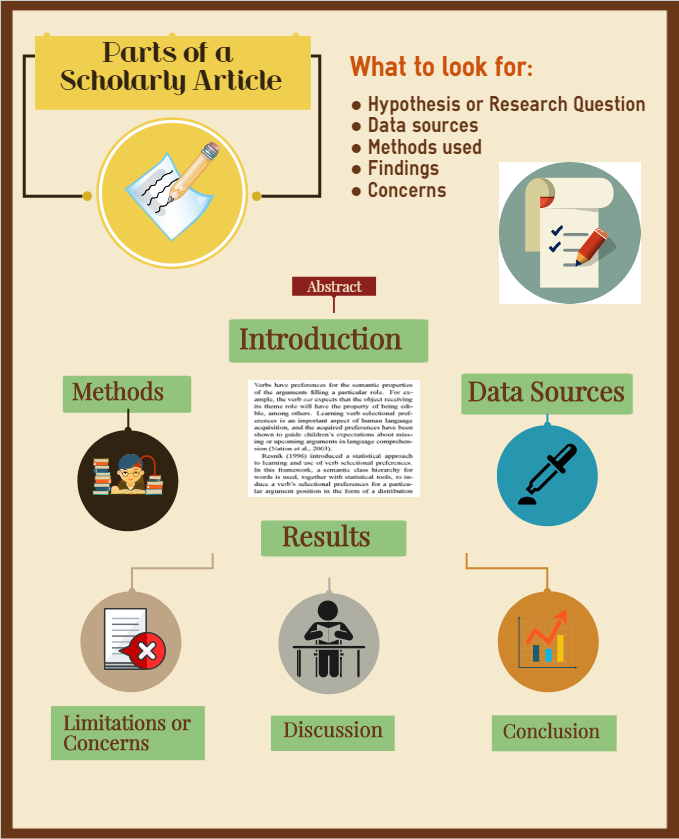 Parts of a
Scholarly Article
What to look for:
● Hypothesis or Research Question
● Data sources
● Methods used
● Findings
● Concerns
Abstract
Introduction
Methods
Data Sources
Verbs have preferences for the semantic properties
of the arguments filling a particular role. For ex-
ample, the verb eat expects that the object receiving
its theme role will have the property of being edi-
ble, among others. Learning verb selectional pref-
erences is an important aspect of human language
acquisition, and the acquired preferences have been
shown to guide children's expectations about miss-
ing or upcoming arguments in language comprehen-
sion (Nation et al., 2003).
Resnik (1996) introduced a statistical approach
to learning and use of verb selectional preferences.
In this framework, a semantic class hierarchy for
words is used, together with statistical tools, to in-
duce a verb's selectional preferences for a particu-
lar argument position in the form of a distribution
Results
Limitations or
Concerns
Discussion
Conclusion